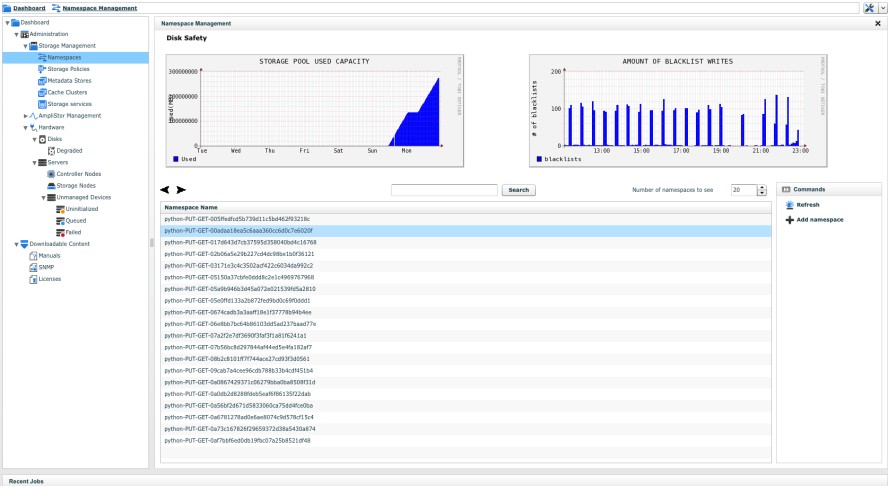 Dashboard Namespace Management
Dashboard
Administration
Storage Management
Namespaces
Storage Policies
Metadata Stores
Cache Clusters
Storage services
AmpliStor Management
Hardware
Disks
Degraded
Servers
Controller Nodes
Storage Nodes
Unmanaged Devices
Uninitialized
Queued
Failed
Downloadable Content
Manuals
SNMP
Licenses
Namespace Management
Disk Safety
STORAGE POOL USED CAPACITY
300000000
200000000
100000000
0
Used(MB)
Tue Wed Thu Fri Sat Sun Mon
Used
RRDTOOL / TOBI OETIKER
AMOUNT OF BLACKLIST WRITES
200
100
0
# of blacklists
13:00 15:00 17:00 19:00 21:00 23:00
blacklists
RRDTOOL / TOBI OETIKER
Search
Number of namespaces to see 20
Namespace Name
python-PUT-GET-005ffedfcd5b739d11c5bd462f93218c
python-PUT-GET-00adaa18ea5c6aaa360cc6d0c7e6020f
python-PUT-GET-017d643d7cb37595d358040bd4c16768
python-PUT-GET-02b06a5e29b227cd4dc98be1b0f36121
python-PUT-GET-03171e3c4c3502acf422c6034da992c2
python-PUT-GET-05150a37cbfe0ddd8c2e1c4969767968
python-PUT-GET-05a9b946b3d45a072e021539fd5a2810
python-PUT-GET-05e0ffd133a2b872fed9bd0c69f0ddd1
python-PUT-GET-0674cadb3a3aaff18e1f37778b94b4ee
python-PUT-GET-06e8bb7bc64b86103dd5ad237baad77e
python-PUT-GET-07a2f2e7df3690f3faf3f1a81f6241a1
python-PUT-GET-07b56bc8d297844af44ed5e4fa182af7
python-PUT-GET-08b2c8101ff7f744ace27cd93f3d0561
python-PUT-GET-09cab7a4cee96cdb788b33b4cdf451b4
python-PUT-GET-0a0867429371c06279bba0ba8508f31d
python-PUT-GET-0a0db2d8288fdeb5eaf6f86135f22dab
python-PUT-GET-0a56bf2d671d5833060ca75dd4fce0ba
python-PUT-GET-0a6781278ad0e6ae8074c9d578cf15c4
python-PUT-GET-0a73c167826f29659372d38a5430a874
python-PUT-GET-0af7bbf6ed0db19fbc07a25b8521df48
Commands
Refresh
Add namespace
Recent Jobs